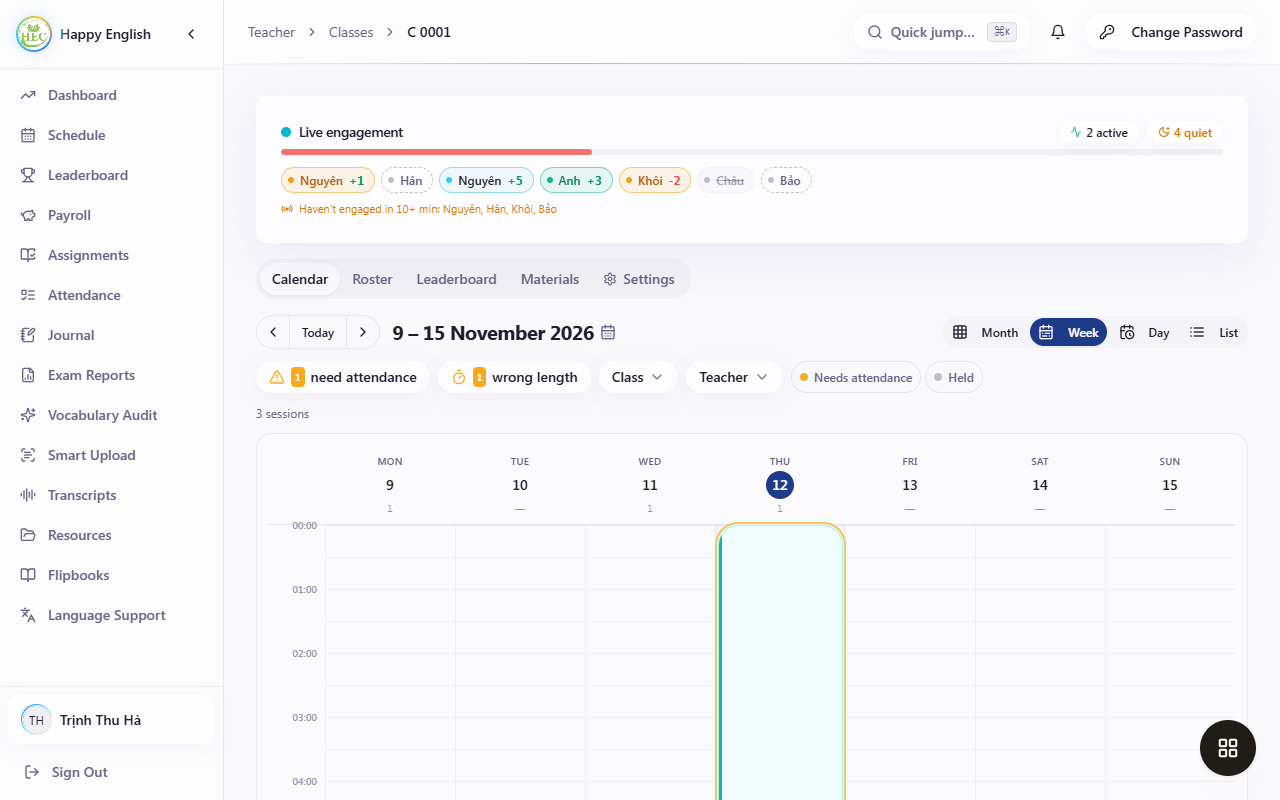 HEC
Happy English
Teacher
Classes
C 0001
Quick jump...
⌘K
Change Password
Dashboard
Schedule
Leaderboard
Payroll
Assignments
Attendance
Journal
Exam Reports
Vocabulary Audit
Smart Upload
Transcripts
Resources
Flipbooks
Language Support
TH
Trịnh Thu Hà
Sign Out
Live engagement
2 active
4 quiet
Nguyên +1
Hân
Nguyên +5
Anh +3
Khôi -2
Châu
Bảo
Haven't engaged in 10+ min: Nguyên, Hân, Khôi, Bảo
Calendar
Roster
Leaderboard
Materials
Settings
Today
9 – 15 November 2026
Month
Week
Day
List
1 need attendance
1 wrong length
Class
Teacher
Needs attendance
Held
3 sessions
MON
TUE
WED
THU
FRI
SAT
SUN
9
10
11
12
13
14
15
1
—
1
1
—
—
—
00:00
01:00
02:00
03:00
04:00